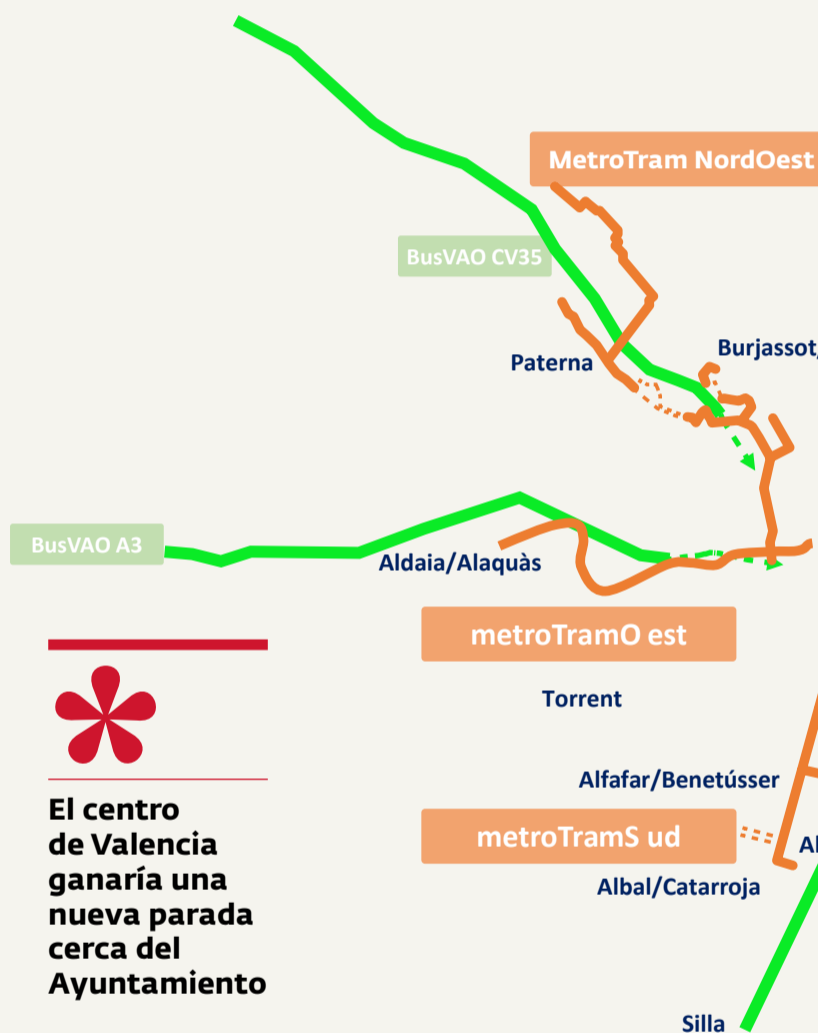 MetroTram NordOest
BusVAO CV35
Burjassot/
Paterna
BusVAO A3
Aldaia/Alaquàs
metroTramO est
Torrent
Alfafar/Benetússer
metroTramS ud
Al
Albal/Catarroja
El centro
de Valencia
ganaría una
nueva parada
cerca del
Ayuntamiento
Silla